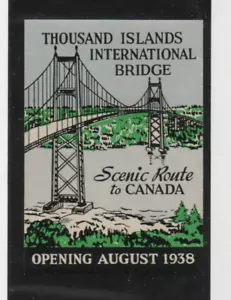 THOUSAND ISLANDS
INTERNATIONAL
BRIDGE
Scenic Route
to CANADA
OPENING AUGUST 1938